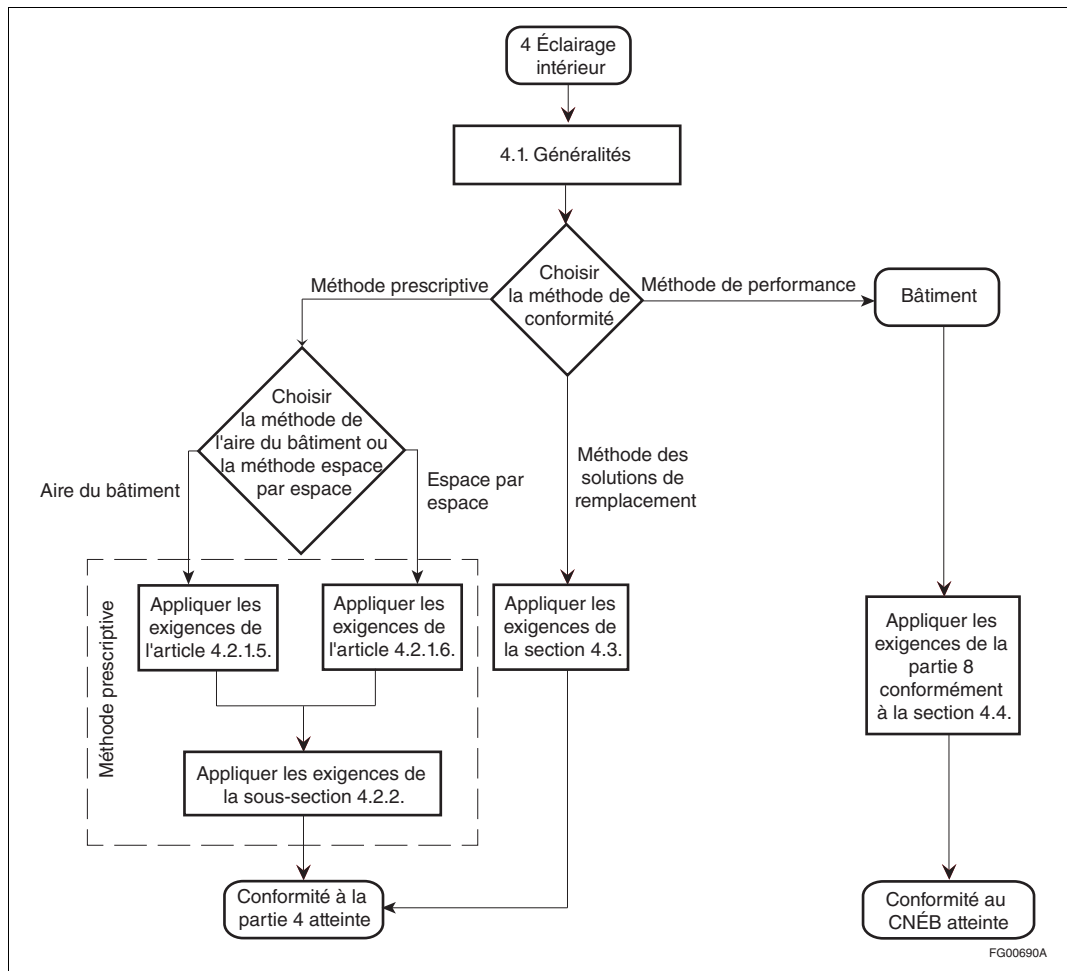 4 Éclairage
intérieur
4.1. Généralités
Choisir
la méthode de
conformité
Méthode prescriptive
Méthode de performance
Bâtiment
Choisir
la méthode de
l'aire du bâtiment ou
la méthode espace
par espace
Aire du bâtiment
Espace par
espace
Méthode des
solutions de
remplacement
Méthode prescriptive
Appliquer les
exigences de
l'article 4.2.1.5.
Appliquer les
exigences de
l'article 4.2.1.6.
Appliquer les
exigences de
la section 4.3.
Appliquer les
exigences de la
partie 8
conformément
à la section 4.4.
Appliquer les exigences de
la sous-section 4.2.2.
Conformité à la
partie 4 atteinte
Conformité au
CNÉB atteinte
FG00690A